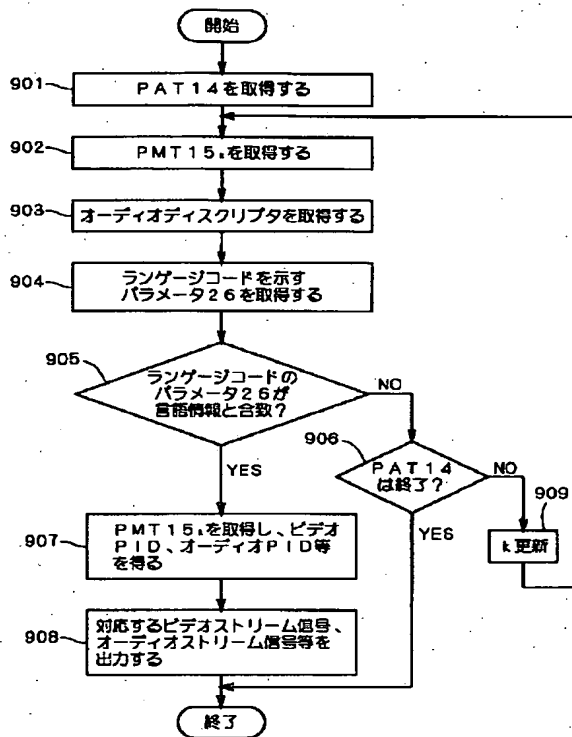 開始
901
PAT14を取得する
902
PMT15ₖを取得する
903
オーディオディスクリプタを取得する
904
ランゲージコードを示す
パラメータ26を取得する
905
ランゲージコードの
パラメータ26が
言語情報と合致?
NO
YES
906
PAT14
は終了?
NO
YES
909
k更新
907
PMT15ₖを取得し、ビデオ
PID、オーディオPID等
を得る
908
対応するビデオストリーム信号、
オーディオストリーム信号等を
出力する
終了